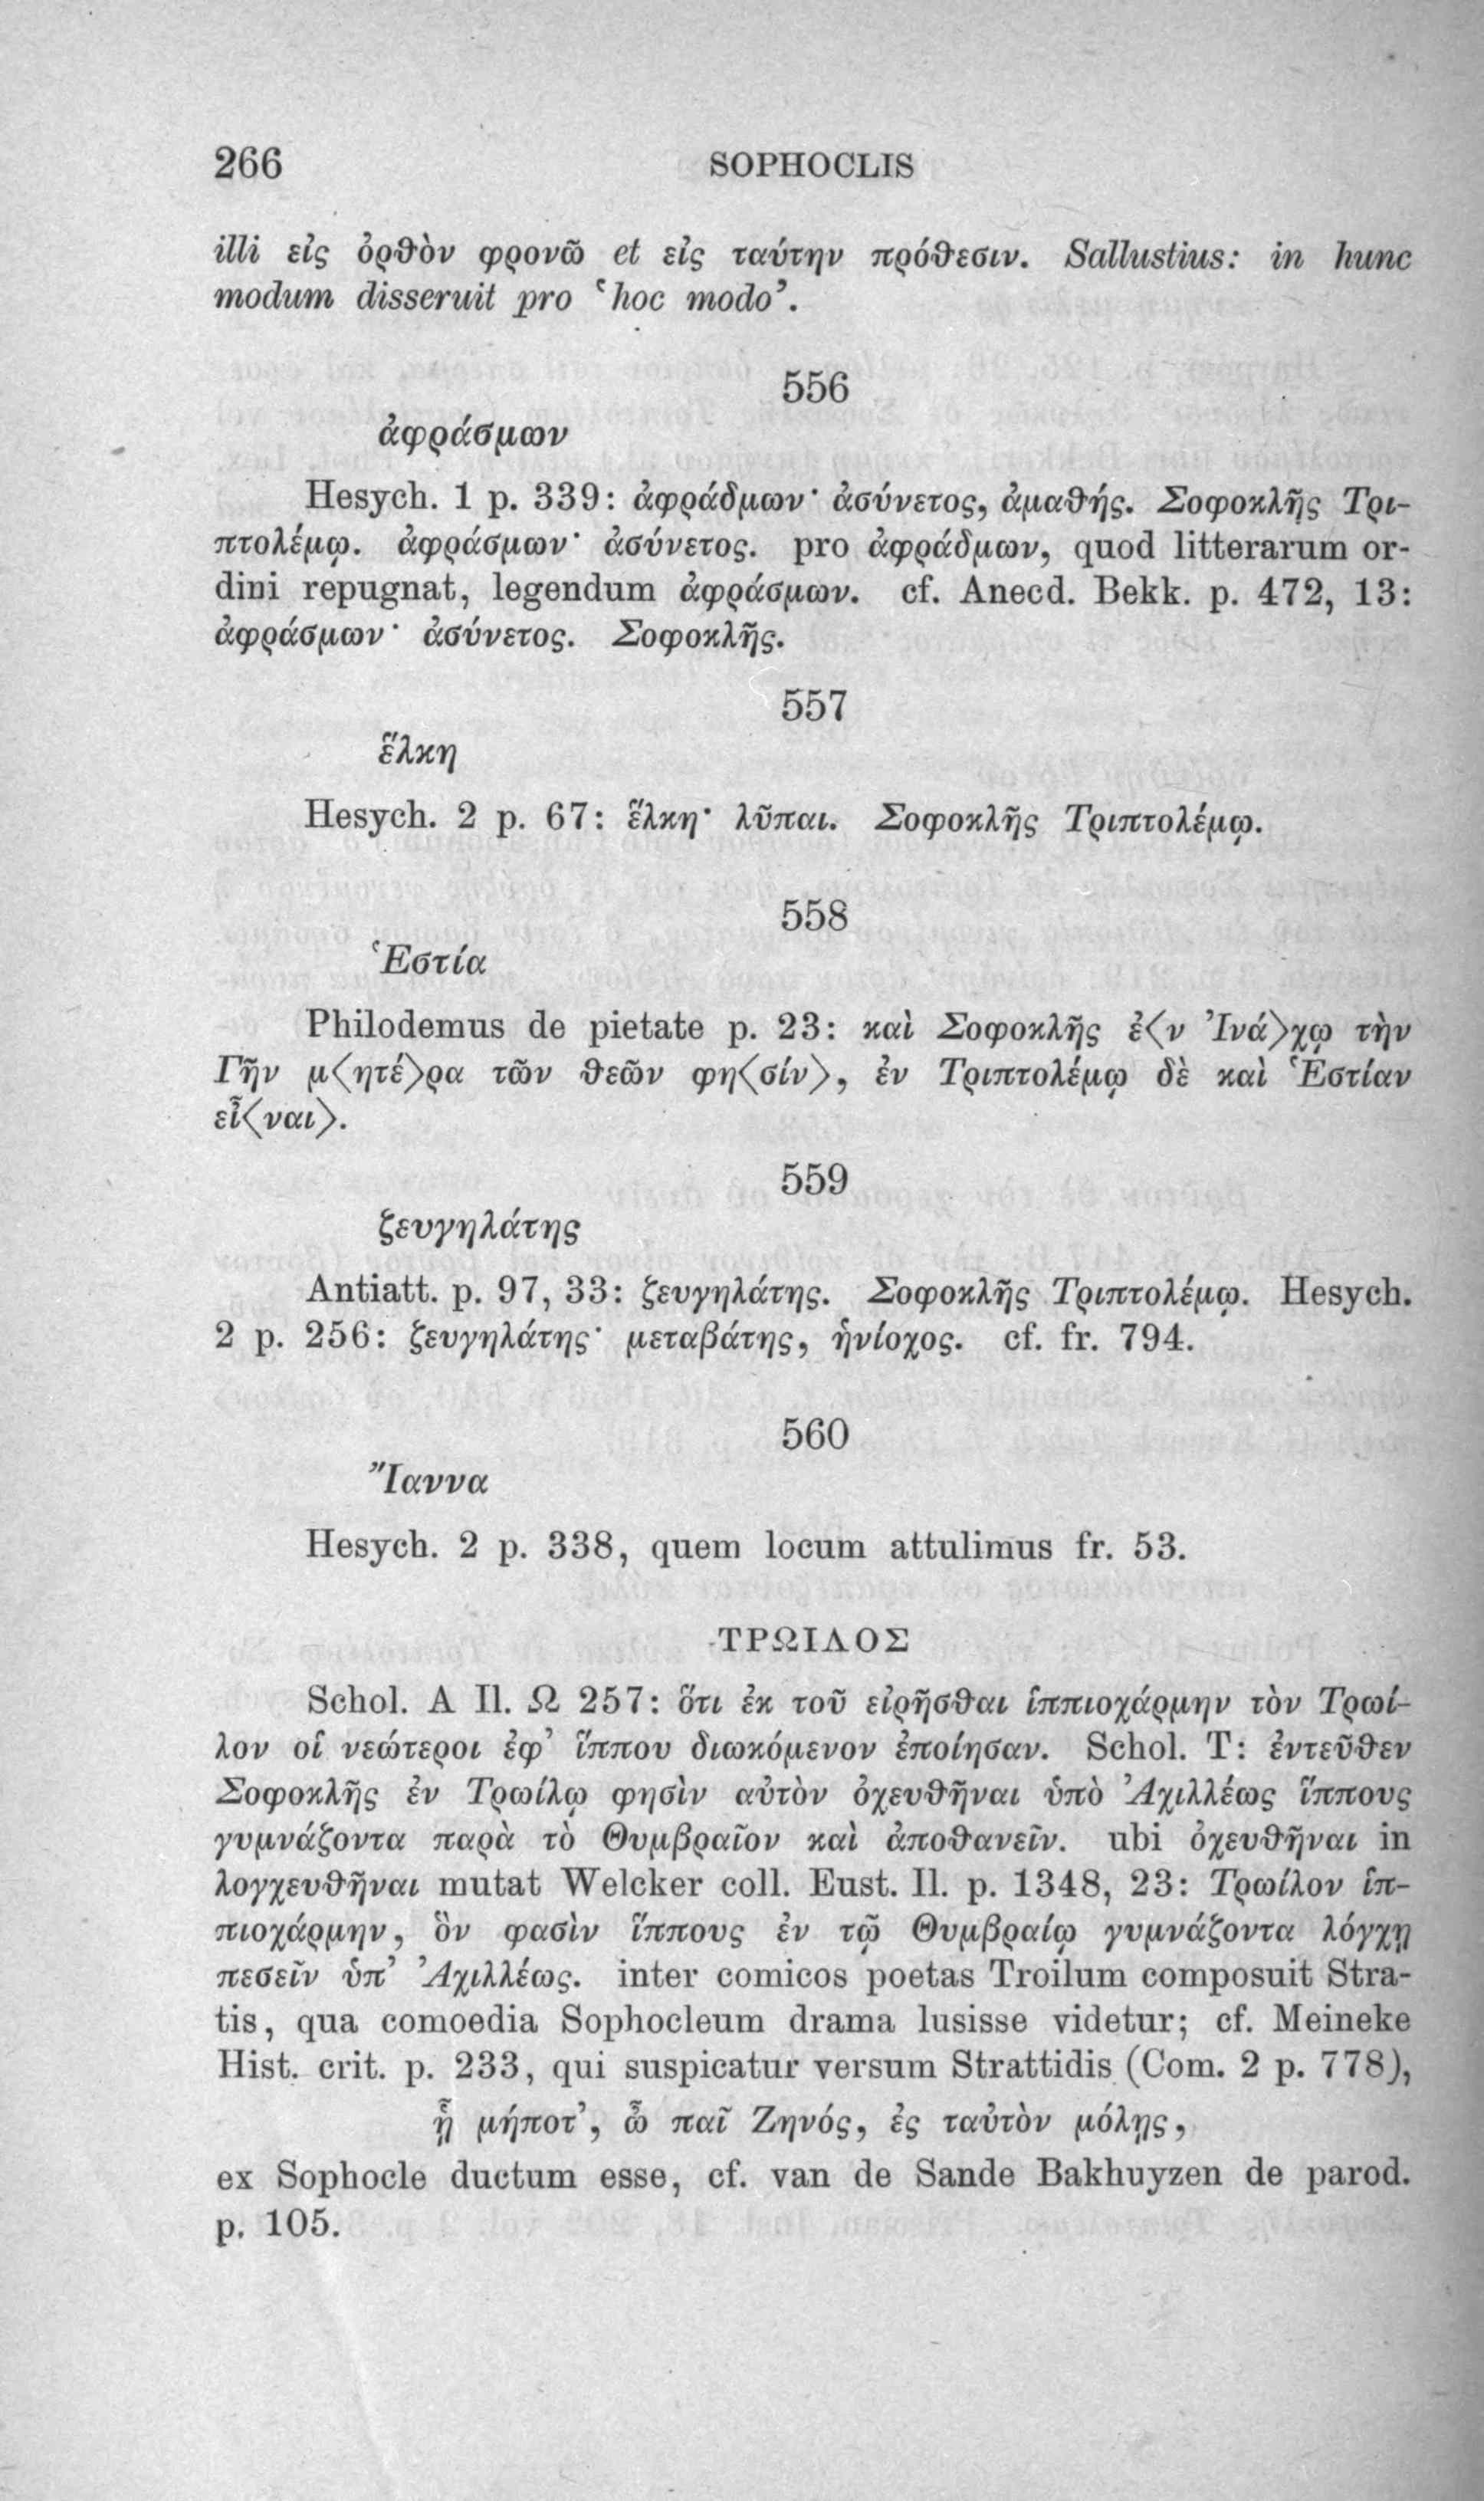 266 SOPHOCLIS
illi εἰς ὀρθὸν φρονῶ et εἰς ταύτην πρόθεσιν. Sallustius: in hunc
modum disseruit pro ‘hoc modo’.
556
ἀφράσμων
Hesych. 1 p. 339: ἀφράδμων· ἀσύνετος, ἀμαθής. Σοφοκλῆς Τρι-
πτολέμῳ. ἀφράσμων· ἀσύνετος. pro ἀφράδμων, quod litterarum or-
dini repugnat, legendum ἀφράσμων. cf. Anecd. Bekk. p. 472, 13:
ἀφράσμων· ἀσύνετος. Σοφοκλῆς.
557
ἕλκη
Hesych. 2 p. 67: ἕλκη· λῦπαι. Σοφοκλῆς Τριπτολέμῳ.
558
Ἑστία
Philodemus de pietate p. 23: καὶ Σοφοκλῆς ἐ⟨ν Ἰνά⟩χῳ τὴν
Γῆν μ⟨ητέ⟩ρα τῶν θεῶν φη⟨σίν⟩, ἐν Τριπτολέμῳ δὲ καὶ Ἑστίαν
εἶ⟨ναι⟩.
559
ζευγηλάτης
Antiatt. p. 97, 33: ζευγηλάτης. Σοφοκλῆς Τριπτολέμῳ. Hesych.
2 p. 256: ζευγηλάτης· μεταβάτης, ἡνίοχος. cf. fr. 794.
560
Ἴαννα
Hesych. 2 p. 338, quem locum attulimus fr. 53.
ΤΡΩΙΛΟΣ
Schol. A Il. Ω 257: ὅτι ἐκ τοῦ εἰρῆσθαι ἱππιοχάρμην τὸν Τρωί-
λον οἱ νεώτεροι ἐφ’ ἵππου διωκόμενον ἐποίησαν. Schol. T: ἐντεῦθεν
Σοφοκλῆς ἐν Τρωίλῳ φησὶν αὐτὸν ὀχευθῆναι ὑπὸ Ἀχιλλέως ἵππους
γυμνάζοντα παρὰ τὸ Θυμβραῖον καὶ ἀποθανεῖν. ubi ὀχευθῆναι in
λογχευθῆναι mutat Welcker coll. Eust. Il. p. 1348, 23: Τρωίλον ἱπ-
πιοχάρμην, ὃν φασὶν ἵππους ἐν τῷ Θυμβραίῳ γυμνάζοντα λόγχῃ
πεσεῖν ὑπ’ Ἀχιλλέως. inter comicos poetas Troilum composuit Stra-
tis, qua comoedia Sophocleum drama lusisse videtur; cf. Meineke
Hist. crit. p. 233, qui suspicatur versum Strattidis (Com. 2 p. 778),
ᾖ μήποτ’, ὦ παῖ Ζηνός, ἐς ταὐτὸν μόλῃς,
ex Sophocle ductum esse, cf. van de Sande Bakhuyzen de parod.
p. 105.